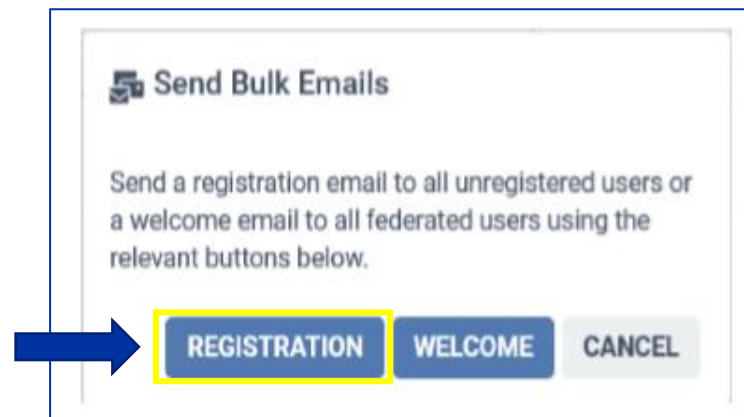 Send Bulk Emails
Send a registration email to all unregistered users or
a welcome email to all federated users using the
relevant buttons below.
REGISTRATION WELCOME CANCEL